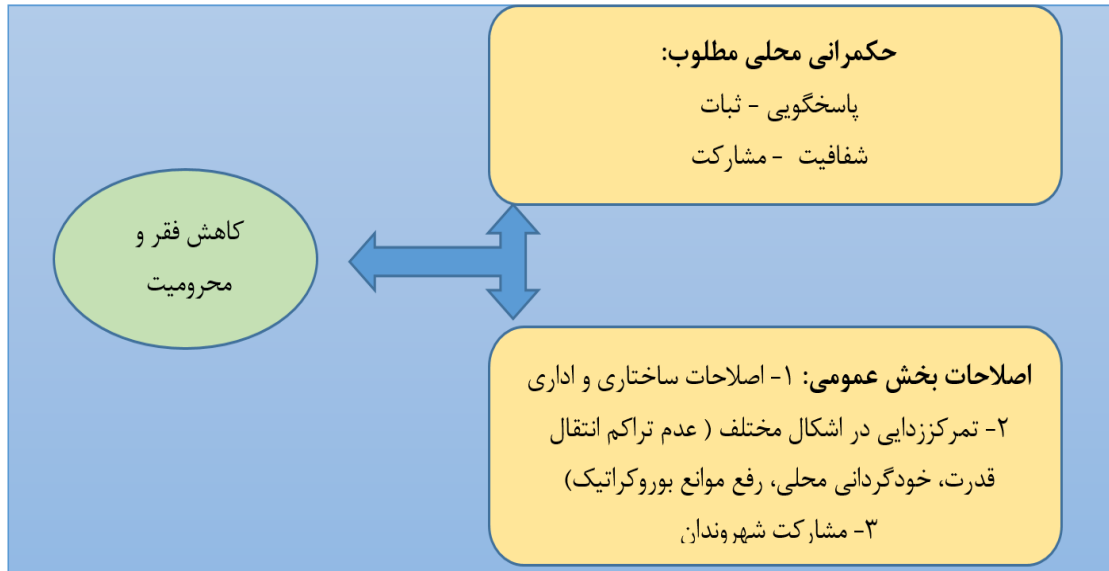 حکمرانی محلی مطلوب:
پاسخگویی - ثبات
شفافیت - مشارکت
کاهش فقر و
محرومیت
اصلاحات بخش عمومی: ۱- اصلاحات ساختاری و اداری
۲- تمرکززدایی در اشکال مختلف ( عدم تراکم انتقال
قدرت، خودگردانی محلی، رفع موانع بوروکراتیک)
۳- مشارکت شهروندان